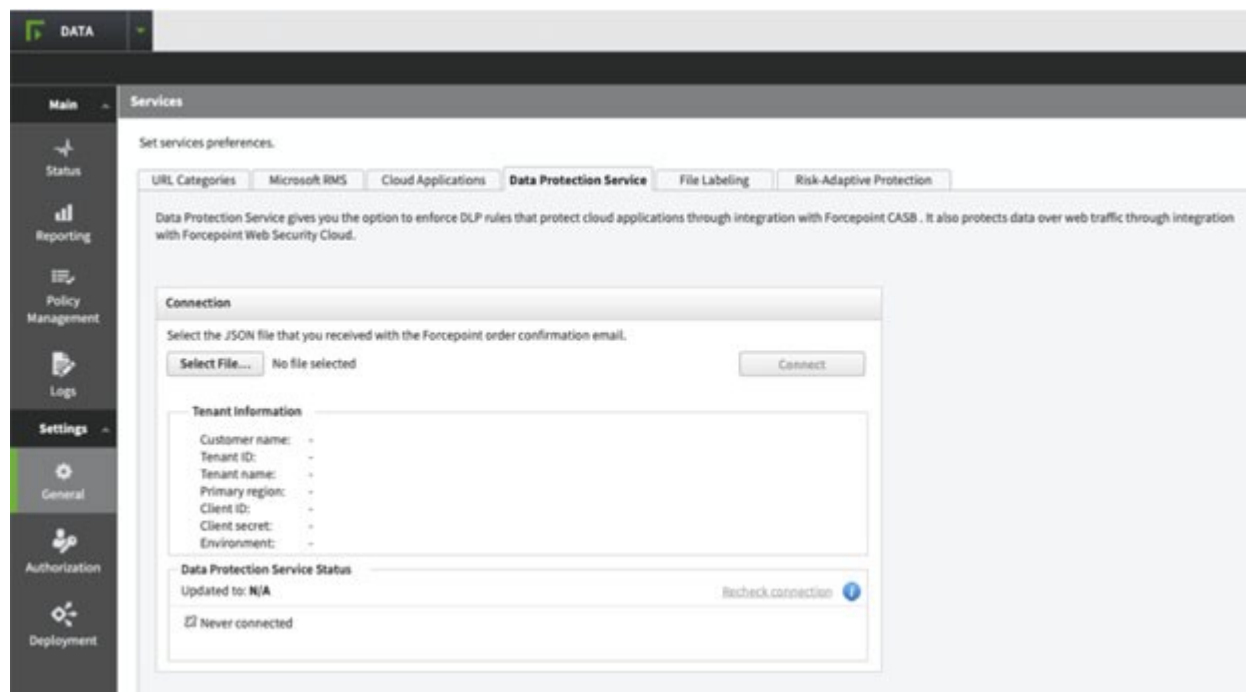 DATA
Main
Status
Reporting
Policy
Management
Logs
Settings
General
Authorization
Deployment
Services
Set services preferences.
URL Categories
Microsoft RMS
Cloud Applications
Data Protection Service
File Labeling
Risk-Adaptive Protection
Data Protection Service gives you the option to enforce DLP rules that protect cloud applications through integration with Forcepoint CASB . It also protects data over web traffic through integration
with Forcepoint Web Security Cloud.
Connection
Select the JSON file that you received with the Forcepoint order confirmation email.
Select File... No file selected
Connect
Tenant Information
Customer name: -
Tenant ID: -
Tenant name: -
Primary region: -
Client ID: -
Client secret: -
Environment: -
Data Protection Service Status
Updated to: N/A
Recheck connection
Never connected